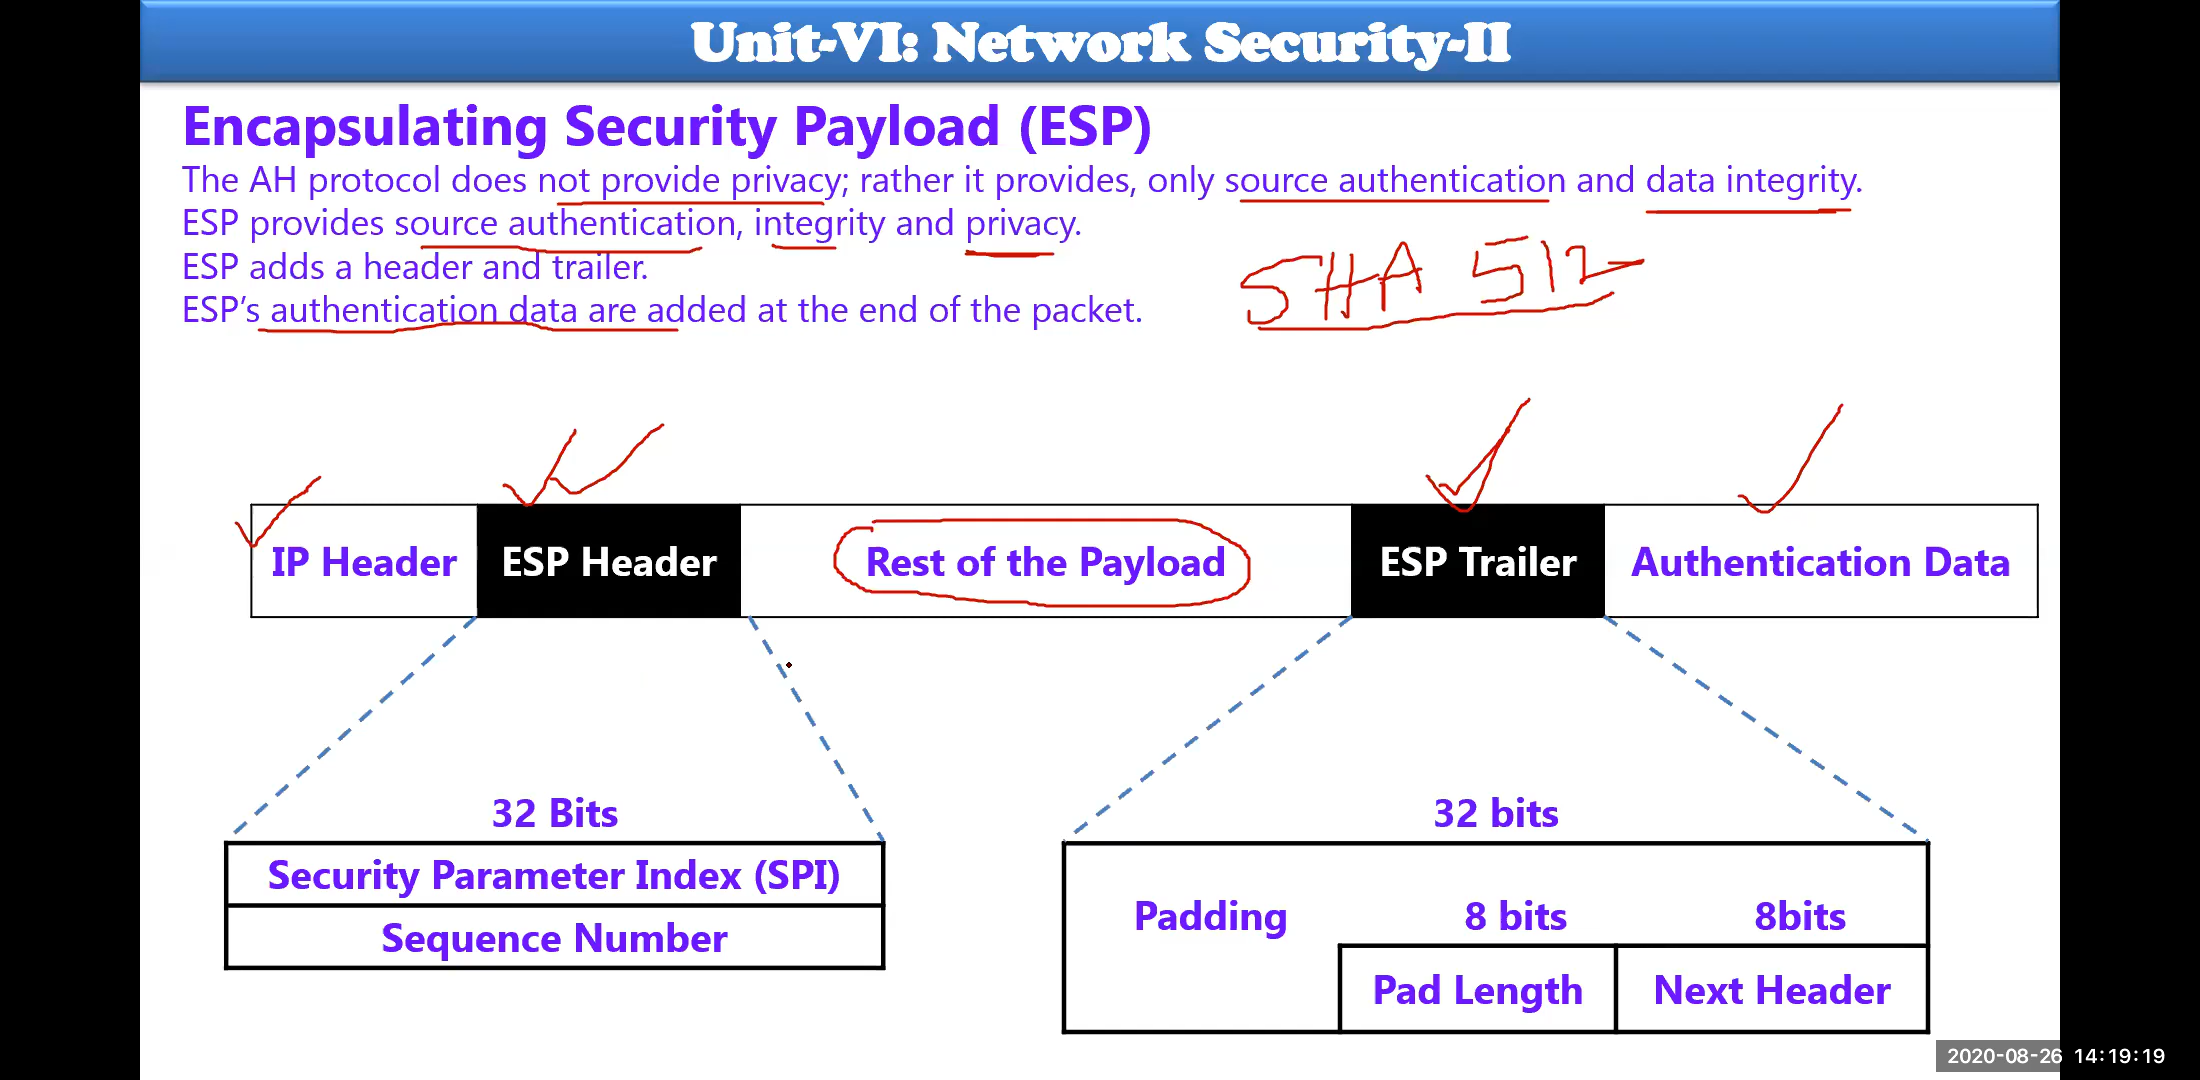 Unit-VI: Network Security-II
Encapsulating Security Payload (ESP)
The AH protocol does not provide privacy; rather it provides, only source authentication and data integrity.
ESP provides source authentication, integrity and privacy.
ESP adds a header and trailer.
ESP’s authentication data are added at the end of the packet.
SHA 512
IP Header ESP Header Rest of the Payload ESP Trailer Authentication Data
32 Bits
Security Parameter Index (SPI)
Sequence Number
32 bits
Padding 8 bits 8bits
Pad Length Next Header
2020-08-26 14:19:19